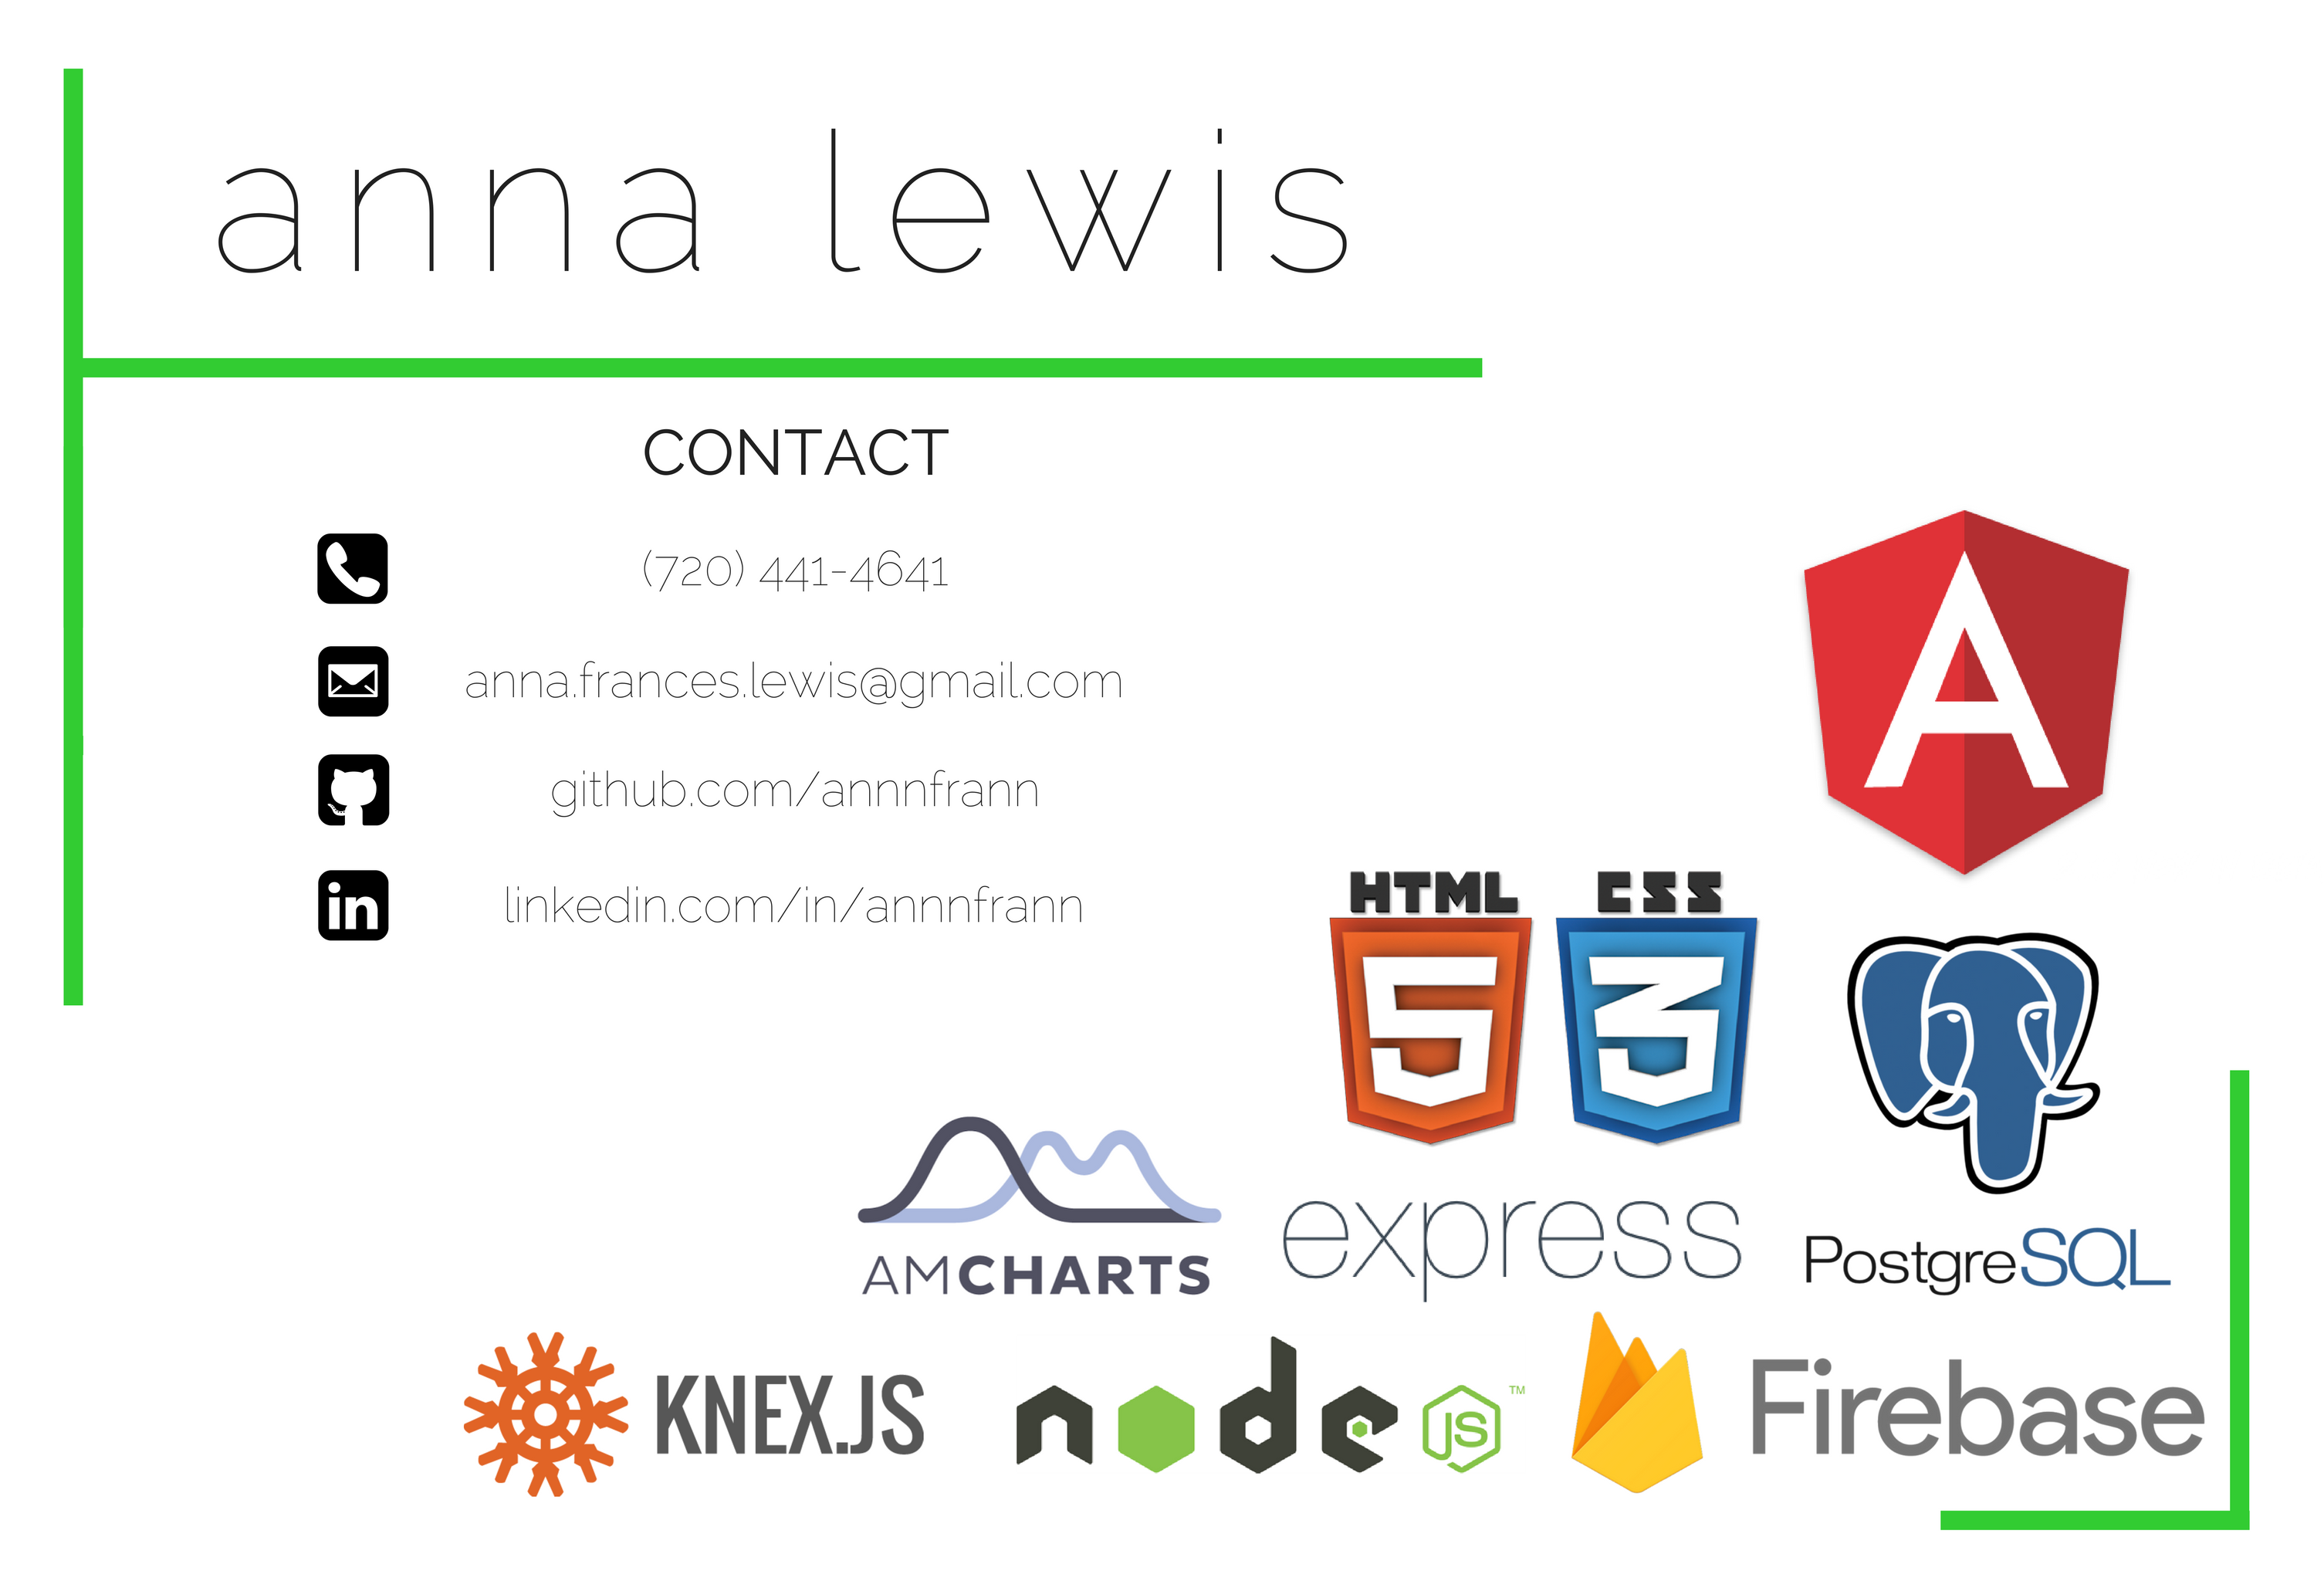 anna lewis
CONTACT
(720) 441-4641
anna.frances.lewis@gmail.com
github.com/annnfrann
in linkedin.com/in/annnfrann
HTML CSS
5 3
AMCHARTS
express
PostgreSQL
KNEX.JS
node JS TM
Firebase